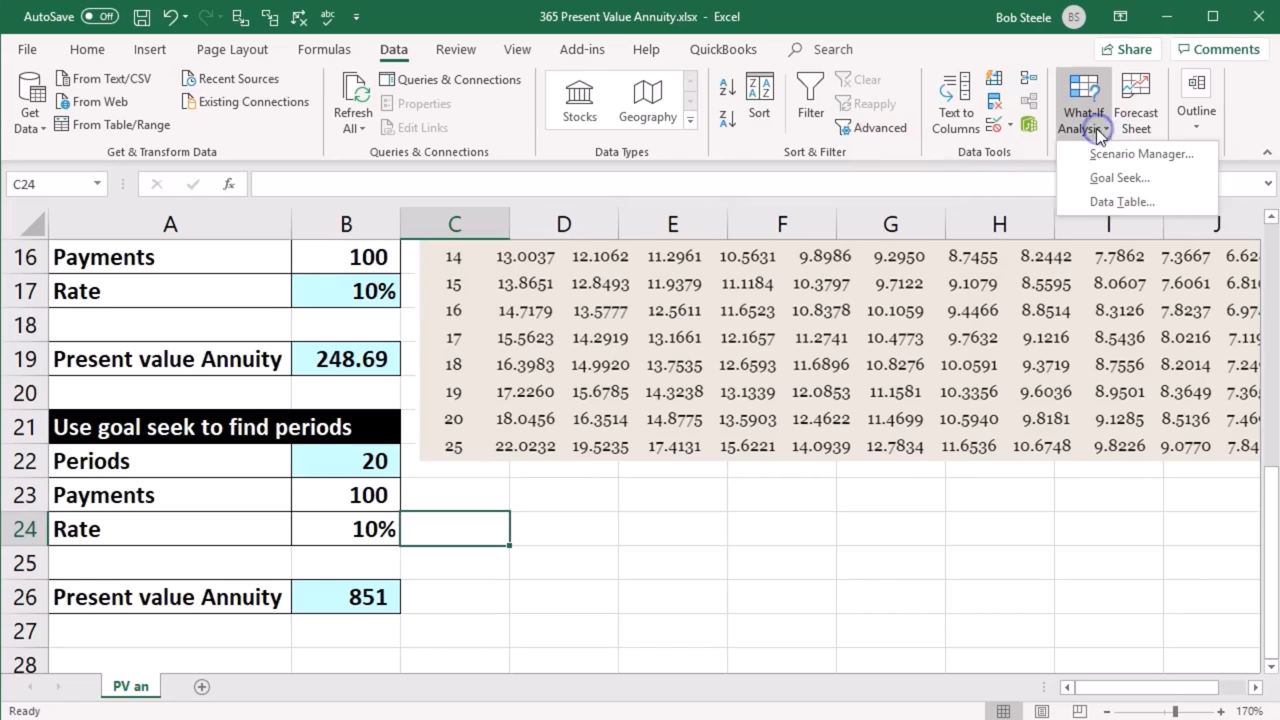 AutoSave Off 365 Present Value Annuity.xlsx - Excel Bob Steele BS
File Home Insert Page Layout Formulas Data Review View Add-ins Help QuickBooks Search Share Comments
Get Data
From Text/CSV
From Web
From Table/Range
Recent Sources
Existing Connections
Get & Transform Data
Refresh All
Queries & Connections
Properties
Edit Links
Queries & Connections
Stocks
Geography
Data Types
Sort
Filter
Clear
Reapply
Advanced
Sort & Filter
Text to Columns
Data Tools
What-If Analysis
Forecast Sheet
Outline
Scenario Manager...
Goal Seek...
Data Table...
C24 fx
A B C D E F G H I J
16 Payments 100 14 13.0037 12.1062 11.2961 10.5631 9.8986 9.2950 8.7455 8.2442 7.7862 7.3667
17 Rate 10% 15 13.8651 12.8493 11.9379 11.1184 10.3797 9.7122 9.1079 8.5595 8.0607 7.6061
18 16 14.7179 13.5777 12.5611 11.6523 10.8378 10.1059 9.4466 8.8514 8.3126 7.8237
17 15.5623 14.2919 13.1661 12.1657 11.2741 10.4773 9.7632 9.1216 8.5436 8.0216
19 Present value Annuity 248.69 18 16.3983 14.9920 13.7535 12.6593 11.6896 10.8276 10.0591 9.3719 8.7556 8.2014
20 19 17.2260 15.6785 14.3238 13.1339 12.0853 11.1581 10.3356 9.6036 8.9501 8.3649
21 Use goal seek to find periods 20 18.0456 16.3514 14.8775 13.5903 12.4622 11.4699 10.5940 9.8181 9.1285 8.5136
22 Periods 20 25 22.0232 19.5235 17.4131 15.6221 14.0939 12.7834 11.6536 10.6748 9.8226 9.0770
23 Payments 100
24 Rate 10%
25
26 Present value Annuity 851
27
28
PV an
Ready 170%